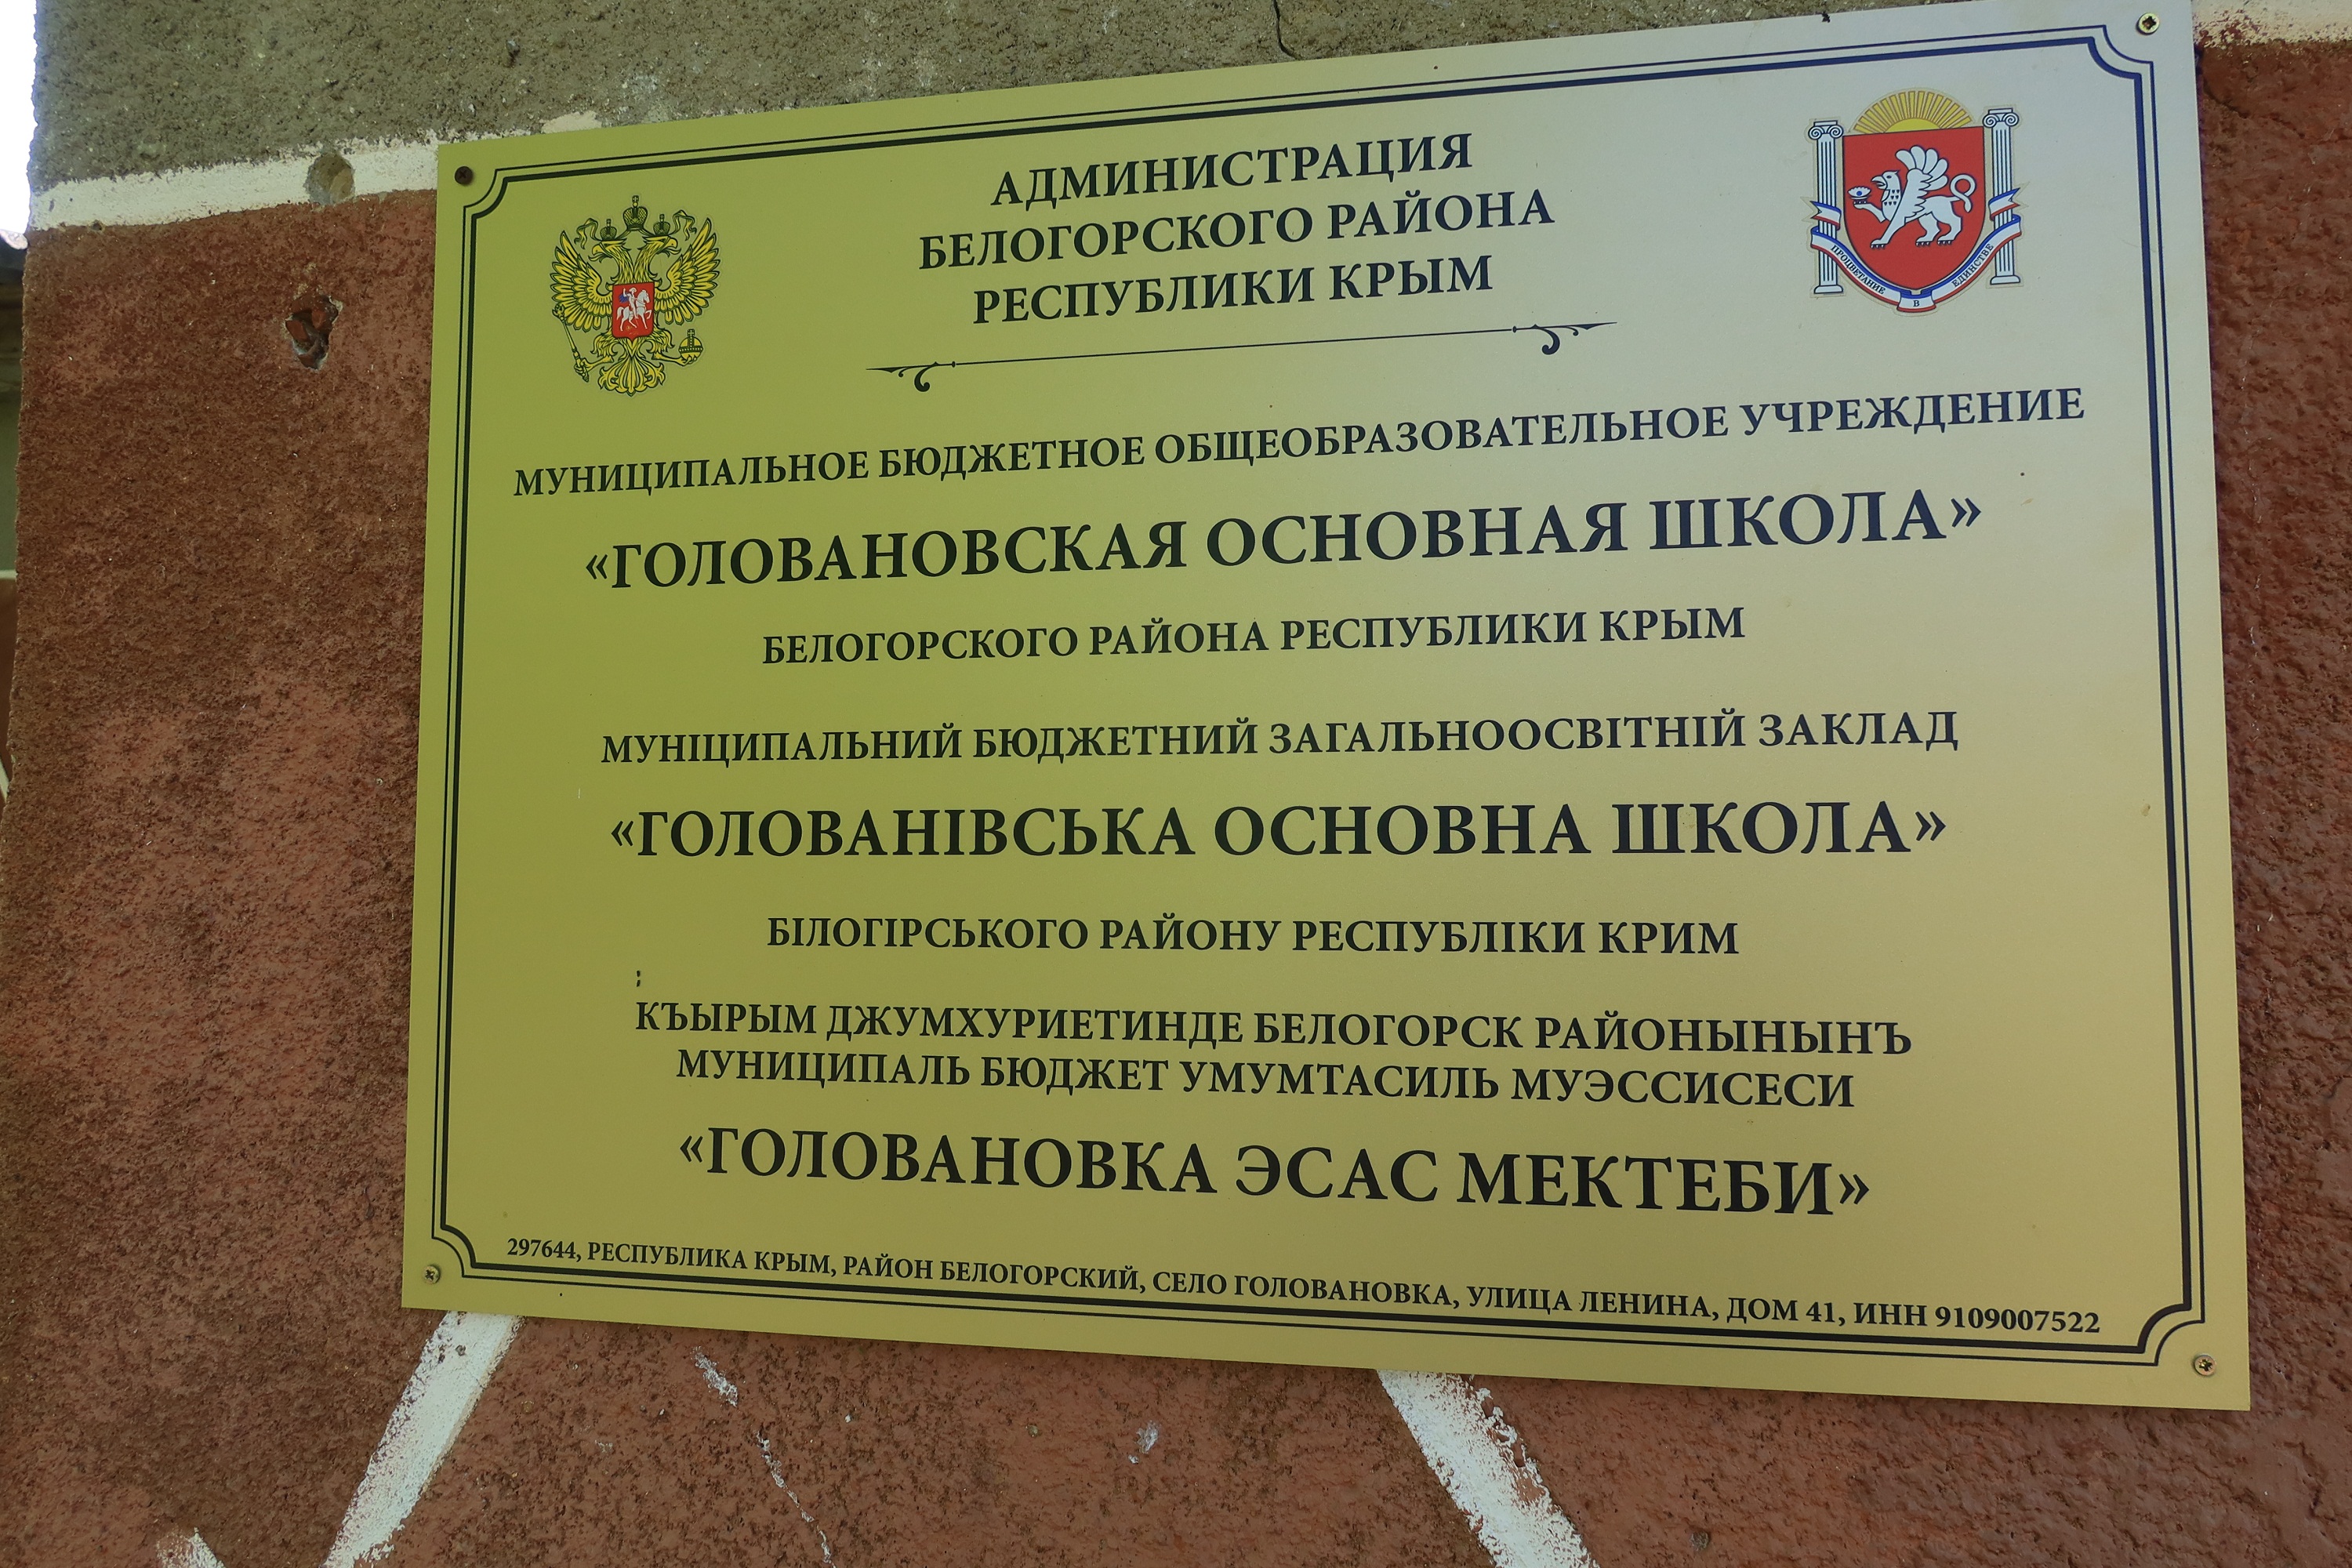 АДМИНИСТРАЦИЯ
БЕЛОГОРСКОГО РАЙОНА
РЕСПУБЛИКИ КРЫМ
ПРОЦВЕТАНИЕ В ЕДИНСТВЕ
МУНИЦИПАЛЬНОЕ БЮДЖЕТНОЕ ОБЩЕОБРАЗОВАТЕЛЬНОЕ УЧРЕЖДЕНИЕ
«ГОЛОВАНОВСКАЯ ОСНОВНАЯ ШКОЛА»
БЕЛОГОРСКОГО РАЙОНА РЕСПУБЛИКИ КРЫМ
МУНІЦИПАЛЬНИЙ БЮДЖЕТНИЙ ЗАГАЛЬНООСВІТНІЙ ЗАКЛАД
«ГОЛОВАНІВСЬКА ОСНОВНА ШКОЛА»
БІЛОГІРСЬКОГО РАЙОНУ РЕСПУБЛІКИ КРИМ
КЪЫРЫМ ДЖУМХУРИЕТИНДЕ БЕЛОГОРСК РАЙОНЫНЫНЪ
МУНИЦИПАЛЬ БЮДЖЕТ УМУМТАСИЛЬ МУЭССИСЕСИ
«ГОЛОВАНОВКА ЭСАС МЕКТЕБИ»
297644, РЕСПУБЛИКА КРЫМ, РАЙОН БЕЛОГОРСКИЙ, СЕЛО ГОЛОВАНОВКА, УЛИЦА ЛЕНИНА, ДОМ 41, ИНН 9109007522